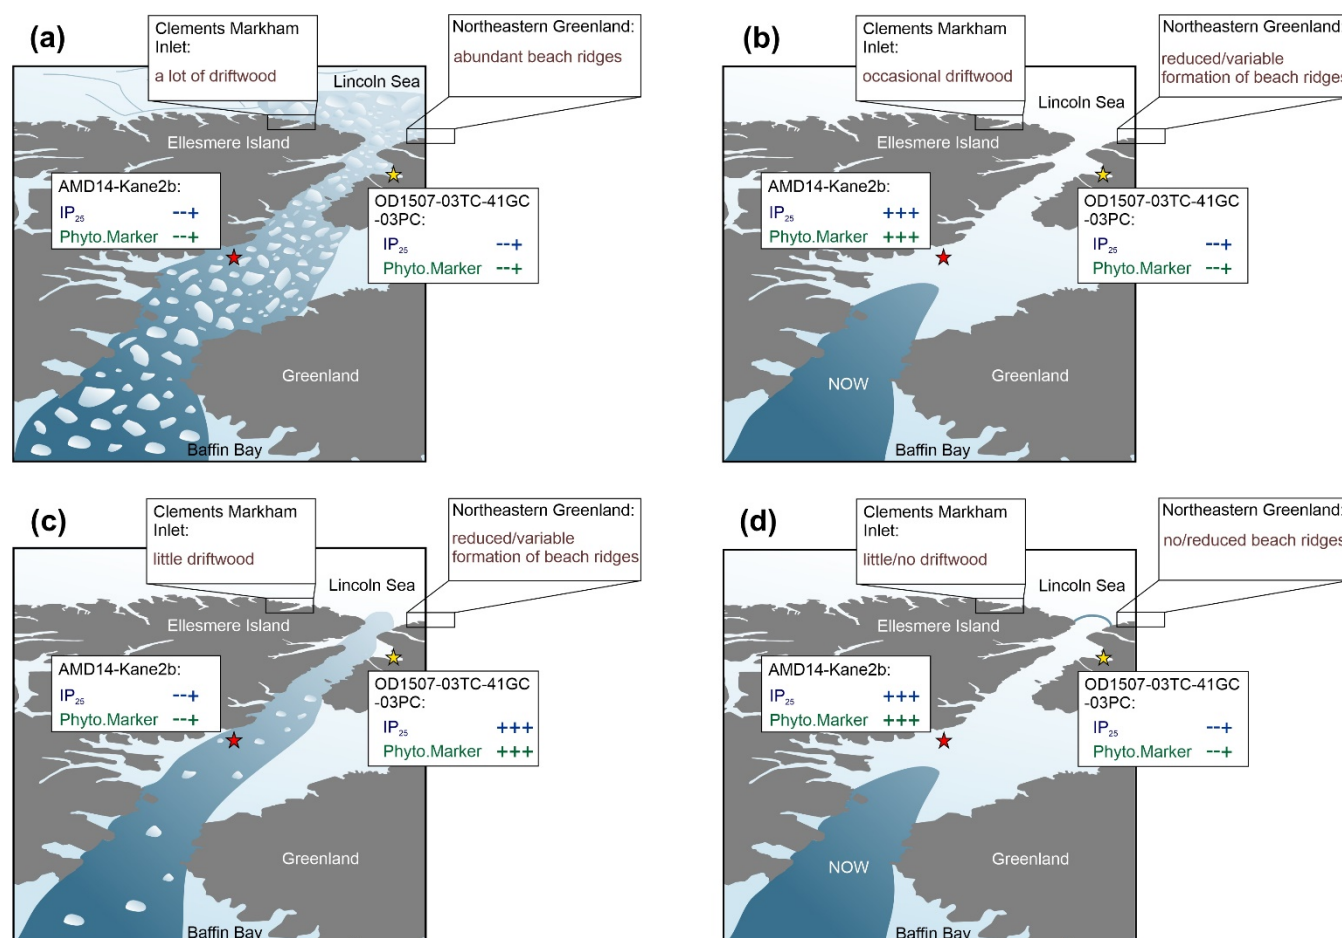 (a)
Clements Markham
Inlet:
a lot of driftwood
Northeastern Greenland:
abundant beach ridges
Lincoln Sea
Ellesmere Island
AMD14-Kane2b:
IP25 --+
Phyto.Marker --+
OD1507-03TC-41GC
-03PC:
IP25 --+
Phyto.Marker --+
Greenland
Baffin Bay
(b)
Clements Markham
Inlet:
occasional driftwood
Northeastern Greenland:
reduced/variable
formation of beach ridges
Lincoln Sea
Ellesmere Island
AMD14-Kane2b:
IP25 +++
Phyto.Marker +++
OD1507-03TC-41GC
-03PC:
IP25 --+
Phyto.Marker --+
Greenland
NOW
Baffin Bay
(c)
Clements Markham
Inlet:
little driftwood
Northeastern Greenland:
reduced/variable
formation of beach ridges
Lincoln Sea
Ellesmere Island
AMD14-Kane2b:
IP25 --+
Phyto.Marker --+
OD1507-03TC-41GC
-03PC:
IP25 +++
Phyto.Marker +++
Greenland
Baffin Bay
(d)
Clements Markham
Inlet:
little/no driftwood
Northeastern Greenland:
no/reduced beach ridges
Lincoln Sea
Ellesmere Island
AMD14-Kane2b:
IP25 +++
Phyto.Marker +++
OD1507-03TC-41GC
-03PC:
IP25 --+
Phyto.Marker --+
Greenland
NOW
Baffin Bay